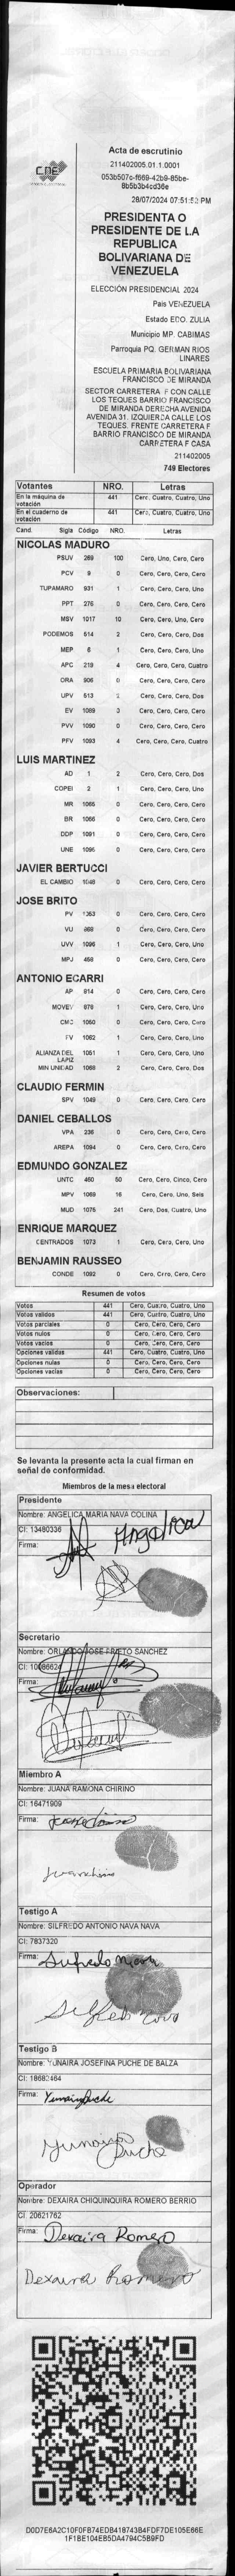 CNE
Acta de escrutinio
211402005.01.1.0001
053b507c-f669-42b9-85be-
8b5b3b4cd36e
28/07/2024 07:51:52 PM
PRESIDENTA O
PRESIDENTE DE LA
REPUBLICA
BOLIVARIANA DE
VENEZUELA
ELECCIÓN PRESIDENCIAL 2024
País VENEZUELA
Estado EDO. ZULIA
Municipio MP. CABIMAS
Parroquia PQ. GERMAN RIOS
LINARES
ESCUELA PRIMARIA BOLIVARIANA
FRANCISCO DE MIRANDA
SECTOR CARRETERA F CON CALLE
LOS TEQUES BARRIO FRANCISCO
DE MIRANDA DERECHA AVENIDA
AVENIDA 31. IZQUIERDA CALLE LOS
TEQUES. FRENTE CARRETERA F
BARRIO FRANCISCO DE MIRANDA
CARRETERA F CASA
211402005
749 Electores
Votantes NRO. Letras
En la máquina de votación 441 Cero, Cuatro, Cuatro, Uno
En el cuaderno de votación 441 Cero, Cuatro, Cuatro, Uno
Cand. Sigla Código NRO. Letras
NICOLAS MADURO
PSUV 269 100 Cero, Uno, Cero, Cero
PCV 9 0 Cero, Cero, Cero, Cero
TUPAMARO 931 1 Cero, Cero, Cero, Uno
PPT 276 0 Cero, Cero, Cero, Cero
MSV 1017 10 Cero, Cero, Uno, Cero
PODEMOS 514 2 Cero, Cero, Cero, Dos
MEP 6 1 Cero, Cero, Cero, Uno
APC 219 4 Cero, Cero, Cero, Cuatro
ORA 906 0 Cero, Cero, Cero, Cero
UPV 513 2 Cero, Cero, Cero, Dos
EV 1089 0 Cero, Cero, Cero, Cero
PVV 1090 0 Cero, Cero, Cero, Cero
PFV 1093 4 Cero, Cero, Cero, Cuatro
LUIS MARTINEZ
AD 1 2 Cero, Cero, Cero, Dos
COPEI 2 1 Cero, Cero, Cero, Uno
MR 1065 0 Cero, Cero, Cero, Cero
BR 1066 0 Cero, Cero, Cero, Cero
DDP 1091 0 Cero, Cero, Cero, Cero
UNE 1095 0 Cero, Cero, Cero, Cero
JAVIER BERTUCCI
EL CAMBIO 1048 0 Cero, Cero, Cero, Cero
JOSE BRITO
PV 1053 0 Cero, Cero, Cero, Cero
VU 868 0 Cero, Cero, Cero, Cero
UVV 1096 1 Cero, Cero, Cero, Uno
MPJ 458 0 Cero, Cero, Cero, Cero
ANTONIO ECARRI
AP 814 0 Cero, Cero, Cero, Cero
MOVEV 870 1 Cero, Cero, Cero, Uno
CMC 1060 0 Cero, Cero, Cero, Cero
FV 1062 1 Cero, Cero, Cero, Uno
ALIANZA DEL LAPIZ 1051 1 Cero, Cero, Cero, Uno
MIN UNIDAD 1068 2 Cero, Cero, Cero, Dos
CLAUDIO FERMIN
SPV 1049 0 Cero, Cero, Cero, Cero
DANIEL CEBALLOS
VPA 236 0 Cero, Cero, Cero, Cero
AREPA 1094 0 Cero, Cero, Cero, Cero
EDMUNDO GONZALEZ
UNTC 460 50 Cero, Cero, Cinco, Cero
MPV 1069 16 Cero, Cero, Uno, Seis
MUD 1075 241 Cero, Dos, Cuatro, Uno
ENRIQUE MARQUEZ
CENTRADOS 1073 1 Cero, Cero, Cero, Uno
BENJAMIN RAUSSEO
CONDE 1092 0 Cero, Cero, Cero, Cero
Resumen de votos
Votos 441 Cero, Cuatro, Cuatro, Uno
Votos validos 441 Cero, Cuatro, Cuatro, Uno
Votos parciales 0 Cero, Cero, Cero, Cero
Votos nulos 0 Cero, Cero, Cero, Cero
Votos vacios 0 Cero, Cero, Cero, Cero
Opciones validas 441 Cero, Cuatro, Cuatro, Uno
Opciones nulas 0 Cero, Cero, Cero, Cero
Opciones vacias 0 Cero, Cero, Cero, Cero
Observaciones:
Se levanta la presente acta la cual firman en
señal de conformidad.
Miembros de la mesa electoral
Presidente
Nombre: ANGELICA MARIA NAVA COLINA
CI: 13480336
Firma: Angelica
Secretario
Nombre: ORLANDO JOSE PRIETO SANCHEZ
CI: 10086624
Firma:
Miembro A
Nombre: JUANA RAMONA CHIRINO
CI: 16471909
Firma:
Testigo A
Nombre: SILFREDO ANTONIO NAVA NAVA
CI: 7837320
Firma: Silfredo Nava
Testigo B
Nombre: YUNAIRA JOSEFINA PUCHE DE BALZA
CI: 18682464
Firma: Yunaira Puche
Yunaira Puche
Operador
Nombre: DEXAIRA CHIQUINQUIRA ROMERO BERRIO
CI: 20621762
Firma: Dexaira Romero
Dexaira Romero
D0D7E6A2C10F0FB74EDB418743B4FDF7DE105E66E
1F1BE104EB5DA4794C5B9FD